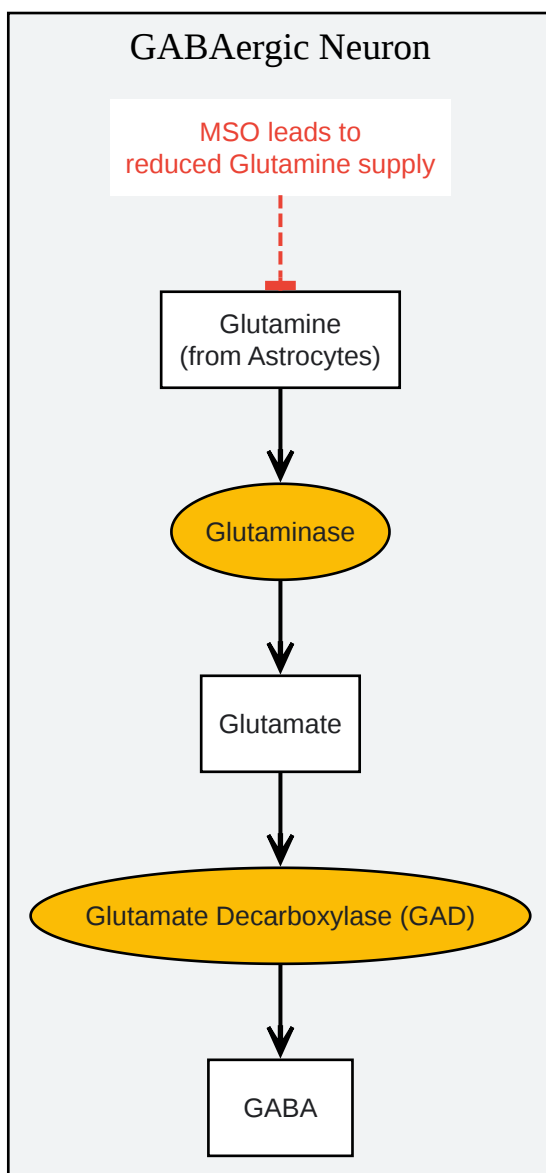 GABAergic Neuron
MSO leads to
reduced Glutamine supply
Glutamine
(from Astrocytes)
Glutaminase
Glutamate
Glutamate Decarboxylase (GAD)
GABA